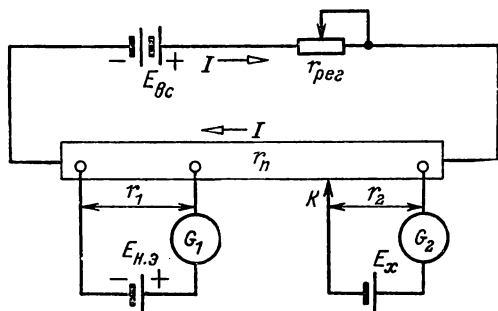 - +
I
E_вс
r_рег
I
r_п
r_1
K
r_2
G_1
G_2
E_н.э
- +
E_x